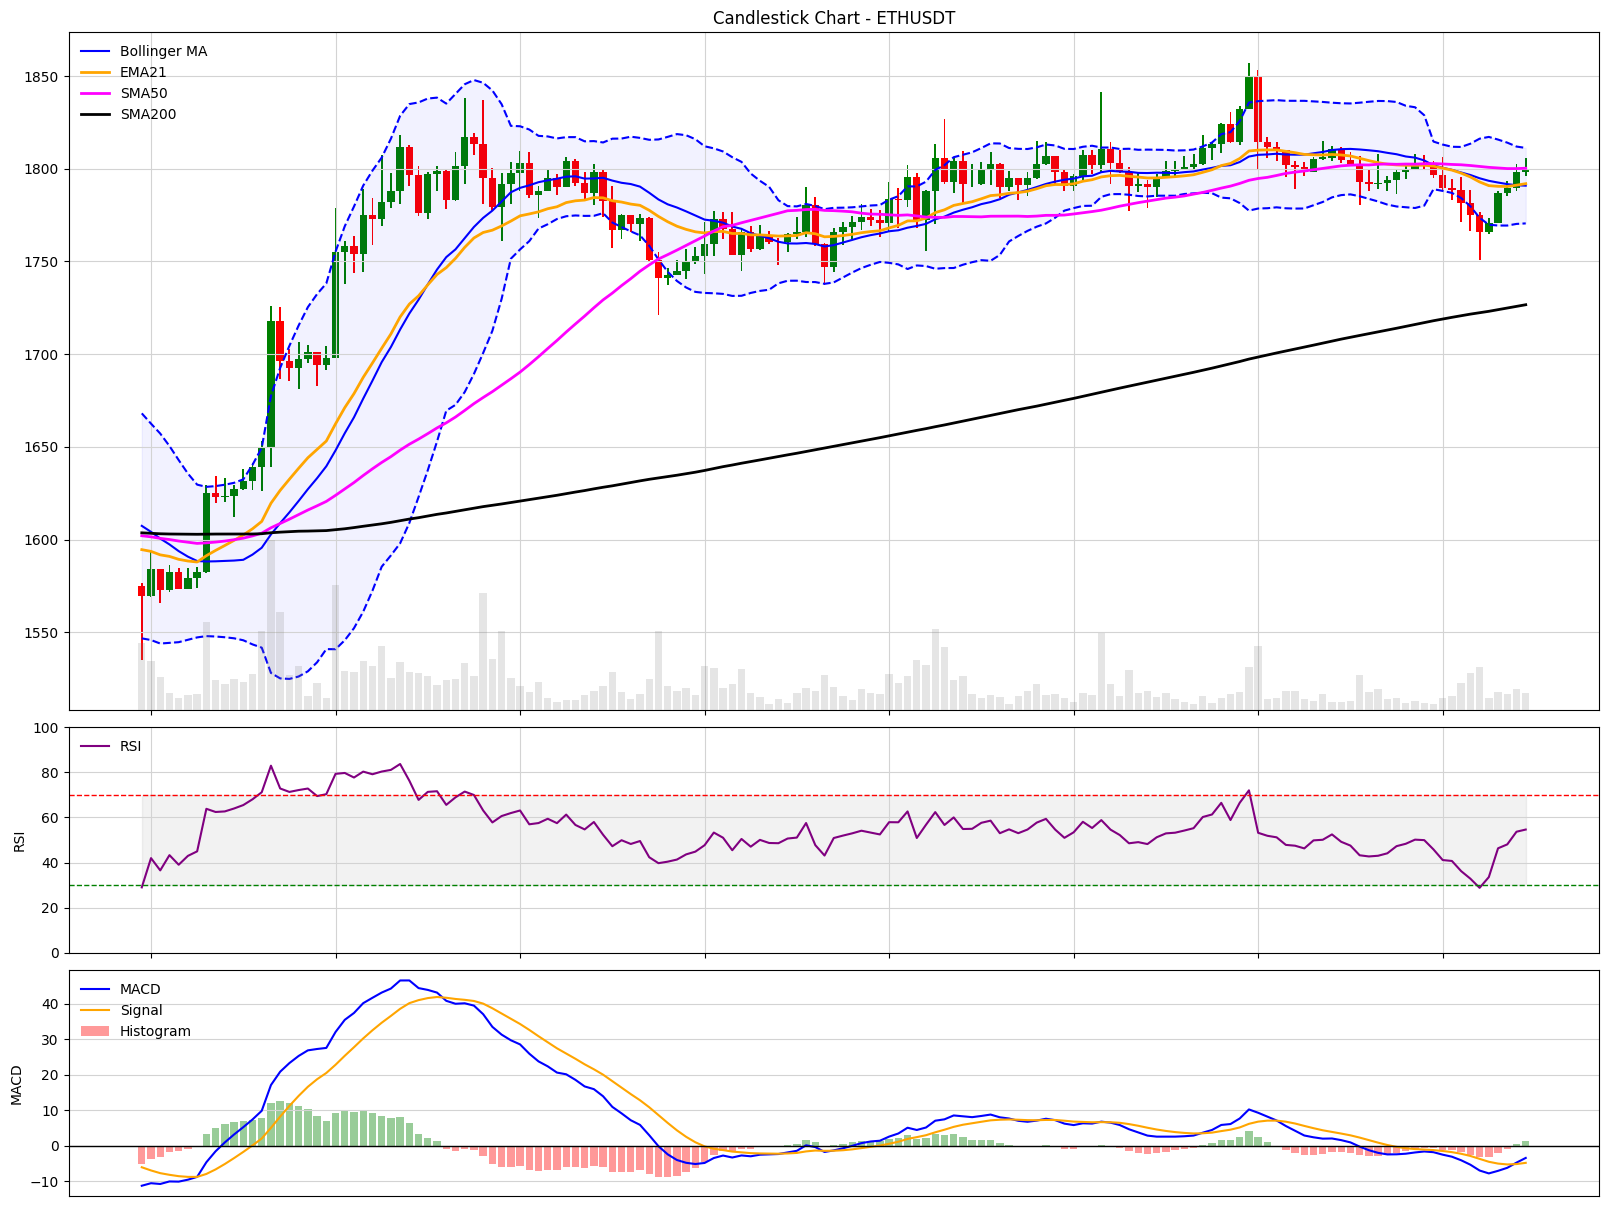 Candlestick Chart - ETHUSDT
Bollinger MA
EMA21
SMA50
SMA200
1850
1800
1750
1700
1650
1600
1550
RSI
100
80
60
40
20
0
RSI
MACD
Signal
Histogram
40
30
20
10
0
−10
MACD